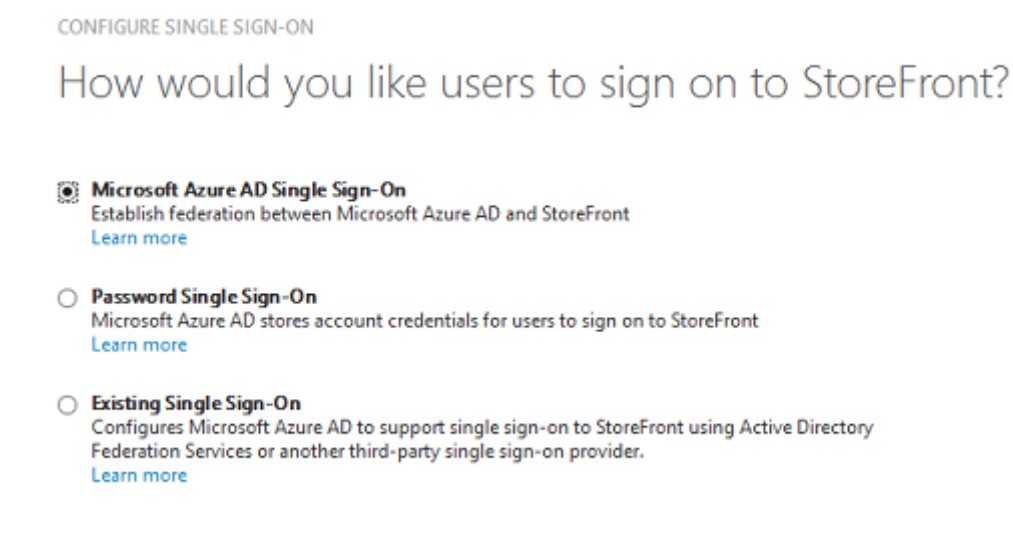 CONFIGURE SINGLE SIGN-ON
How would you like users to sign on to StoreFront?
Microsoft Azure AD Single Sign-On
Establish federation between Microsoft Azure AD and StoreFront
Learn more
Password Single Sign-On
Microsoft Azure AD stores account credentials for users to sign on to StoreFront
Learn more
Existing Single Sign-On
Configures Microsoft Azure AD to support single sign-on to StoreFront using Active Directory
Federation Services or another third-party single sign-on provider.
Learn more